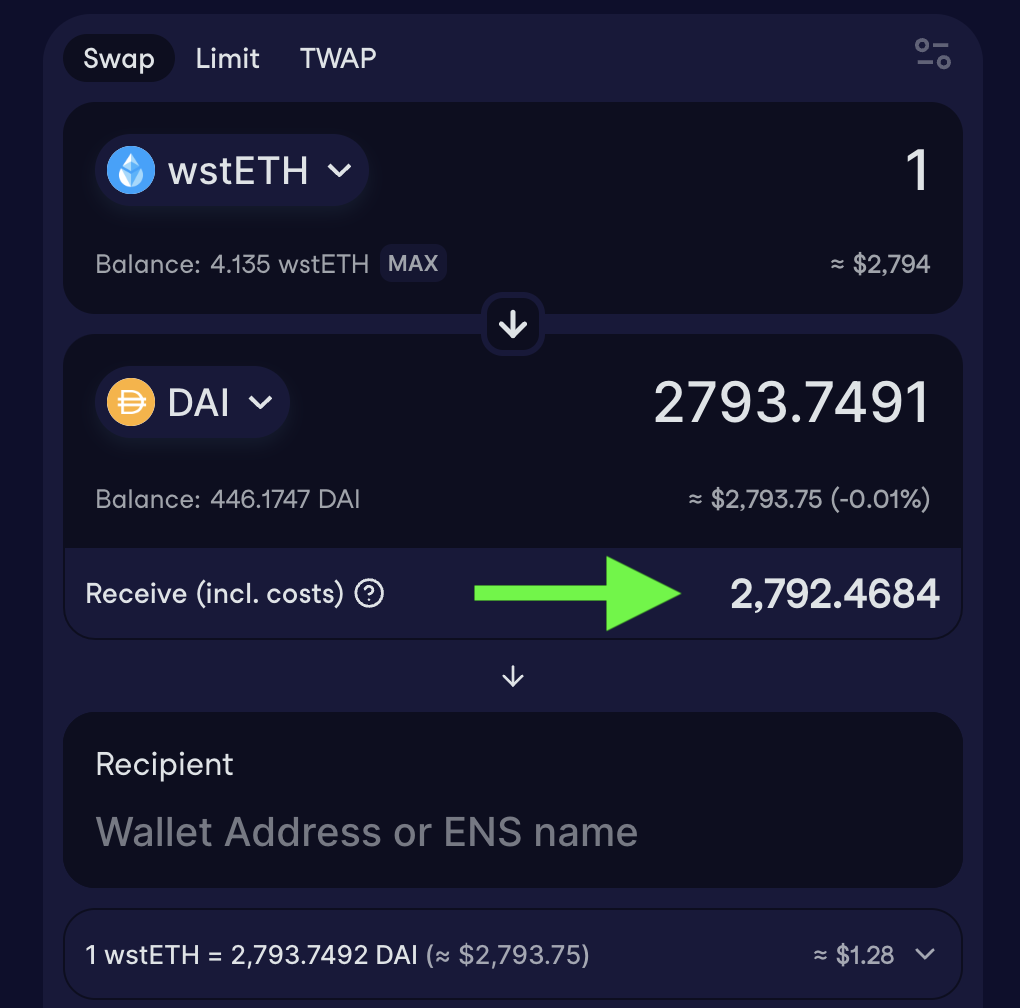 Swap Limit TWAP
wstETH 1
Balance: 4.135 wstETH MAX ≈ $2,794
DAI 2793.7491
Balance: 446.1747 DAI ≈ $2,793.75 (-0.01%)
Receive (incl. costs) ? 2,792.4684
Recipient
Wallet Address or ENS name
1 wstETH = 2,793.7492 DAI (≈ $2,793.75) ≈ $1.28